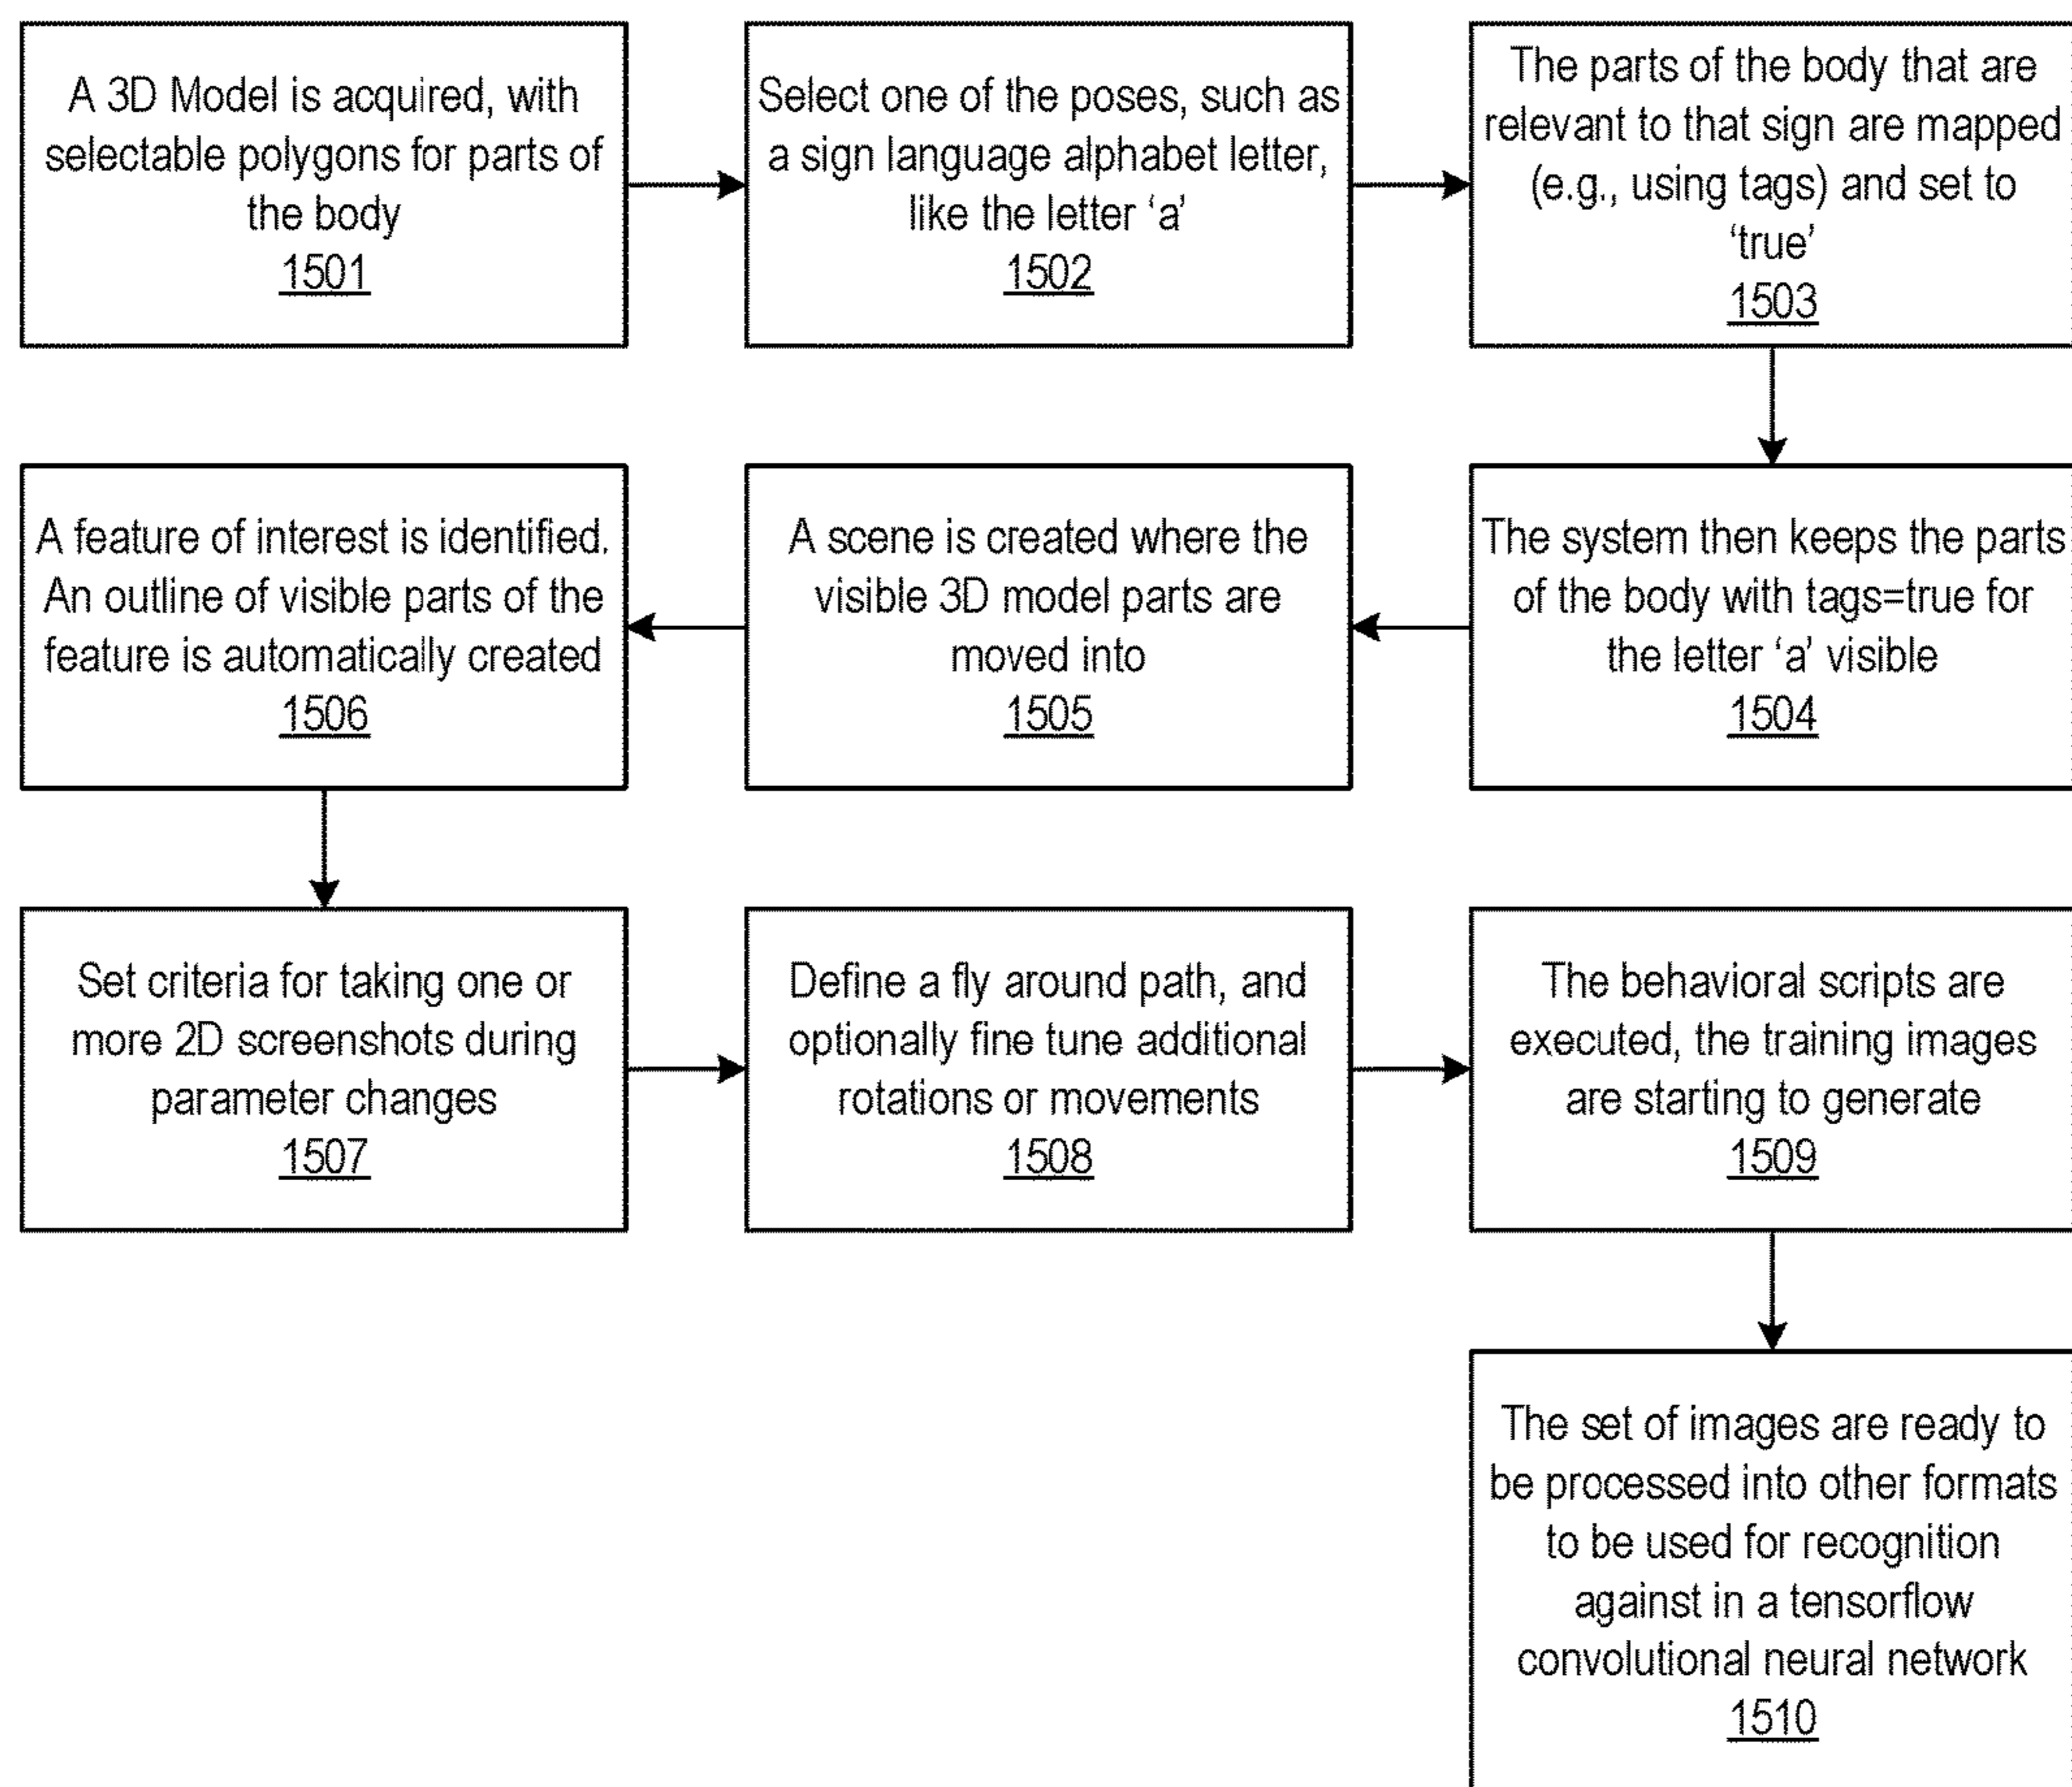 A 3D Model is acquired, with
selectable polygons for parts of
the body
1501
Select one of the poses, such as
a sign language alphabet letter,
like the letter ‘a’
1502
The parts of the body that are
relevant to that sign are mapped
(e.g., using tags) and set to
‘true’
1503
The system then keeps the parts
of the body with tags=true for
the letter ‘a’ visible
1504
A scene is created where the
visible 3D model parts are
moved into
1505
A feature of interest is identified.
An outline of visible parts of the
feature is automatically created
1506
Set criteria for taking one or
more 2D screenshots during
parameter changes
1507
Define a fly around path, and
optionally fine tune additional
rotations or movements
1508
The behavioral scripts are
executed, the training images
are starting to generate
1509
The set of images are ready to
be processed into other formats
to be used for recognition
against in a tensorflow
convolutional neural network
1510